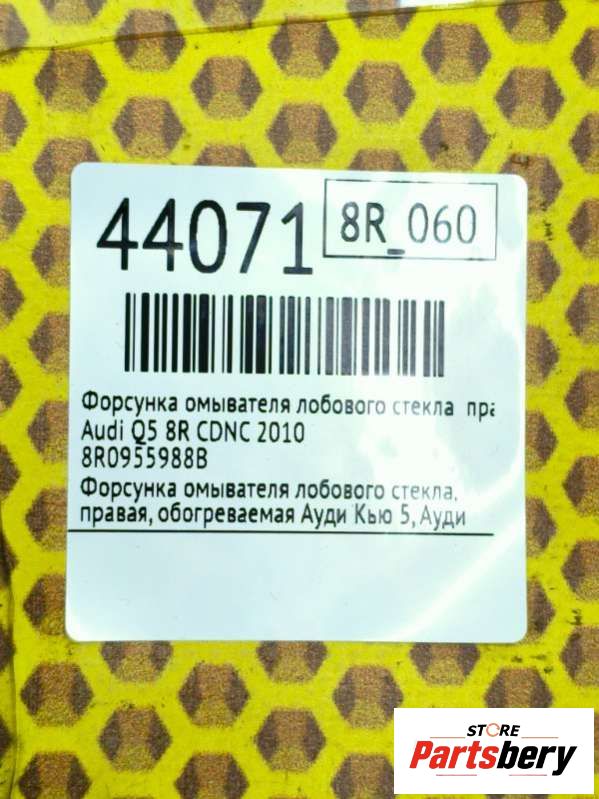 44071
8R_060
Форсунка омывателя лобового стекла пра
Audi Q5 8R CDNC 2010
8R0955988B
Форсунка омывателя лобового стекла,
правая, обогреваемая Ауди Кью 5, Ауди
STORE
Partsbery